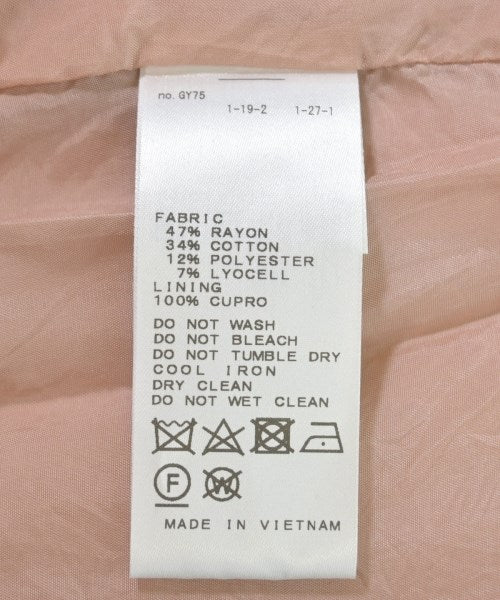 no. GY75
1-19-2 1-27-1
FABRIC
47% RAYON
34% COTTON
12% POLYESTER
7% LYOCELL
LINING
100% CUPRO
DO NOT WASH
DO NOT BLEACH
DO NOT TUMBLE DRY
COOL IRON
DRY CLEAN
DO NOT WET CLEAN
F W
MADE IN VIETNAM